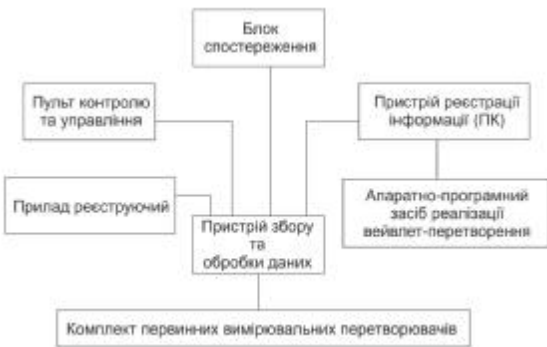 Блок
спостереження
Пульт контролю
та управління
Пристрій реєстрації
інформації (ПК)
Прилад реєструючий
Апаратно-програмний
засіб реалізації
вейвлет-перетворення
Пристрій збору
та
обробки даних
Комплект первинних вимірювальних перетворювачів